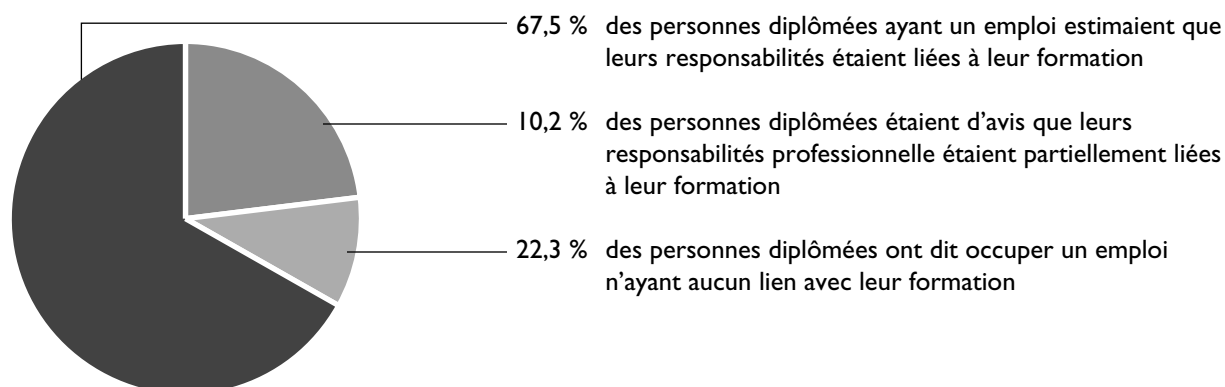 67,5 % des personnes diplômées ayant un emploi estimaient que
leurs responsabilités étaient liées à leur formation
10,2 % des personnes diplômées étaient d’avis que leurs
responsabilités professionnelle étaient partiellement liées
à leur formation
22,3 % des personnes diplômées ont dit occuper un emploi
n’ayant aucun lien avec leur formation